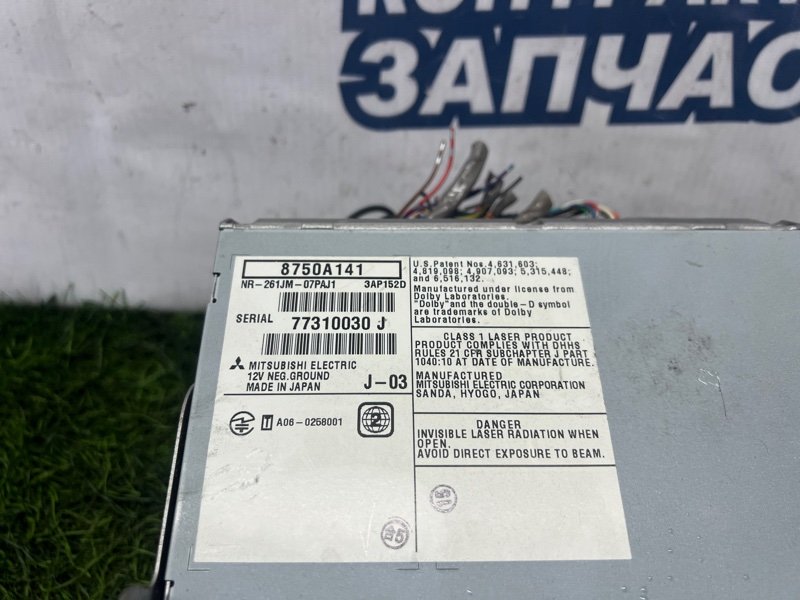 ЗАПЧАС
8750A141
NR-261JM-07PAJ1 3AP152D
SERIAL 77310030 J
MITSUBISHI ELECTRIC
12V NEG.GROUND
MADE IN JAPAN J-03
T A06-0258001
2
U.S.Patent Nos.4,631,603;
4,819,098; 4,907,093; 5,315,448;
and 6,516,132.
Manufactured under license from
Dolby Laboratories.
"Dolby" and the double-D symbol
are trademarks of Dolby
Laboratories.
CLASS 1 LASER PRODUCT
PRODUCT COMPLIES WITH DHHS
RULES 21 CFR SUBCHAPTER J PART
1040:10 AT DATE OF MANUFACTURE.
MANUFACTURED
MITSUBISHI ELECTRIC CORPORATION
SANDA, HYOGO, JAPAN
DANGER
INVISIBLE LASER RADIATION WHEN
OPEN.
AVOID DIRECT EXPOSURE TO BEAM.